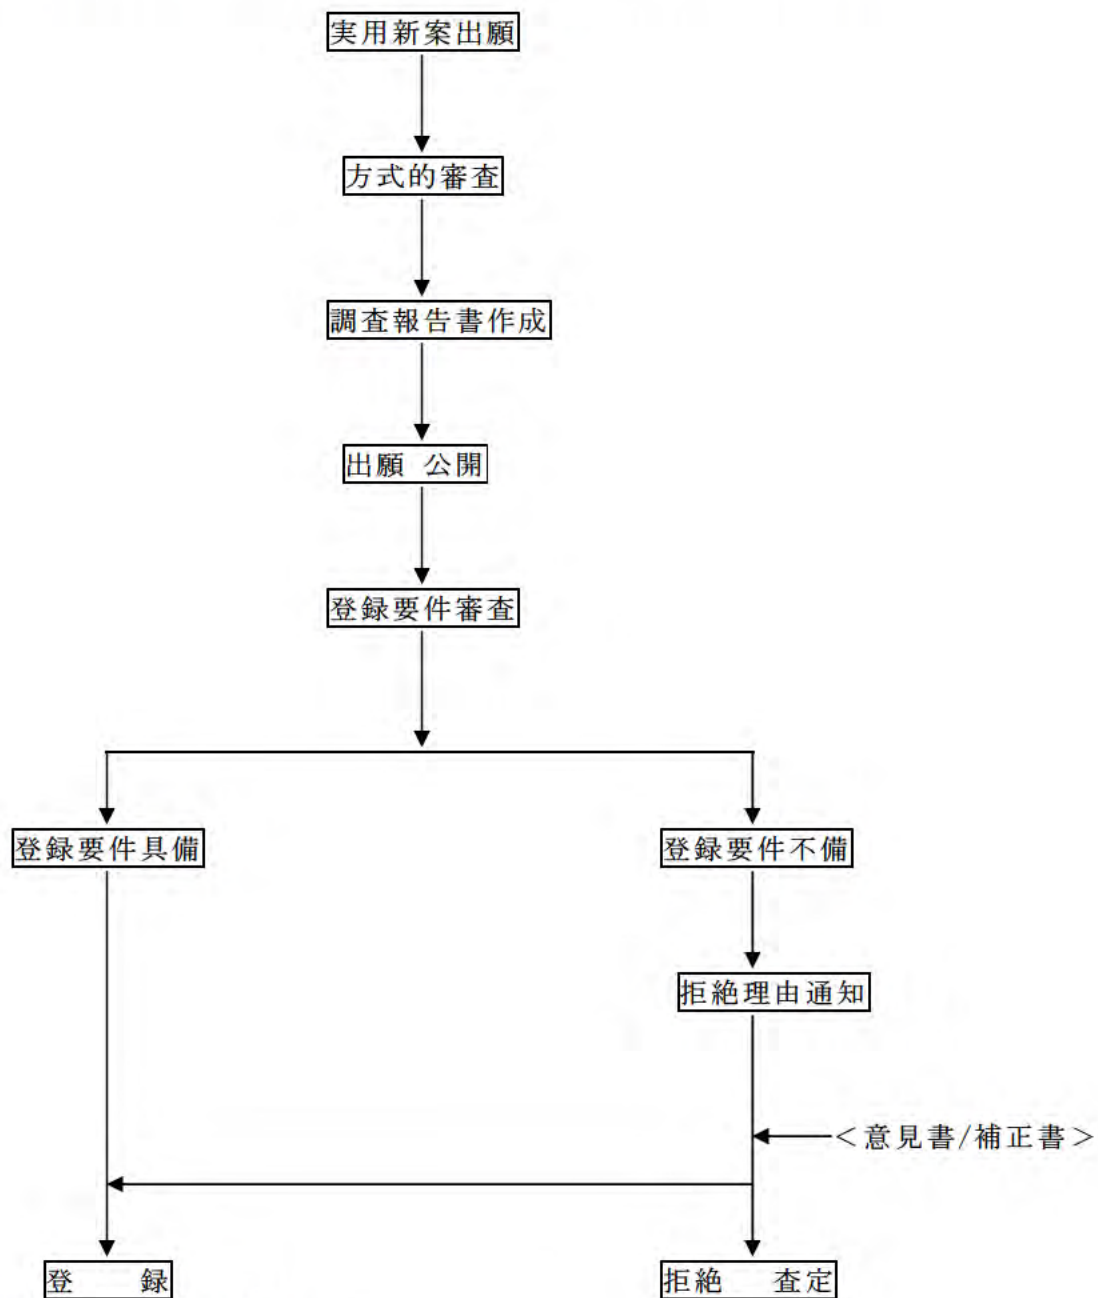 実用新案出願
方式的審査
調査報告書作成
出願 公開
登録要件審査
登録要件具備
登録要件不備
拒絶理由通知
＜意見書/補正書＞
登　録
拒絶　査定